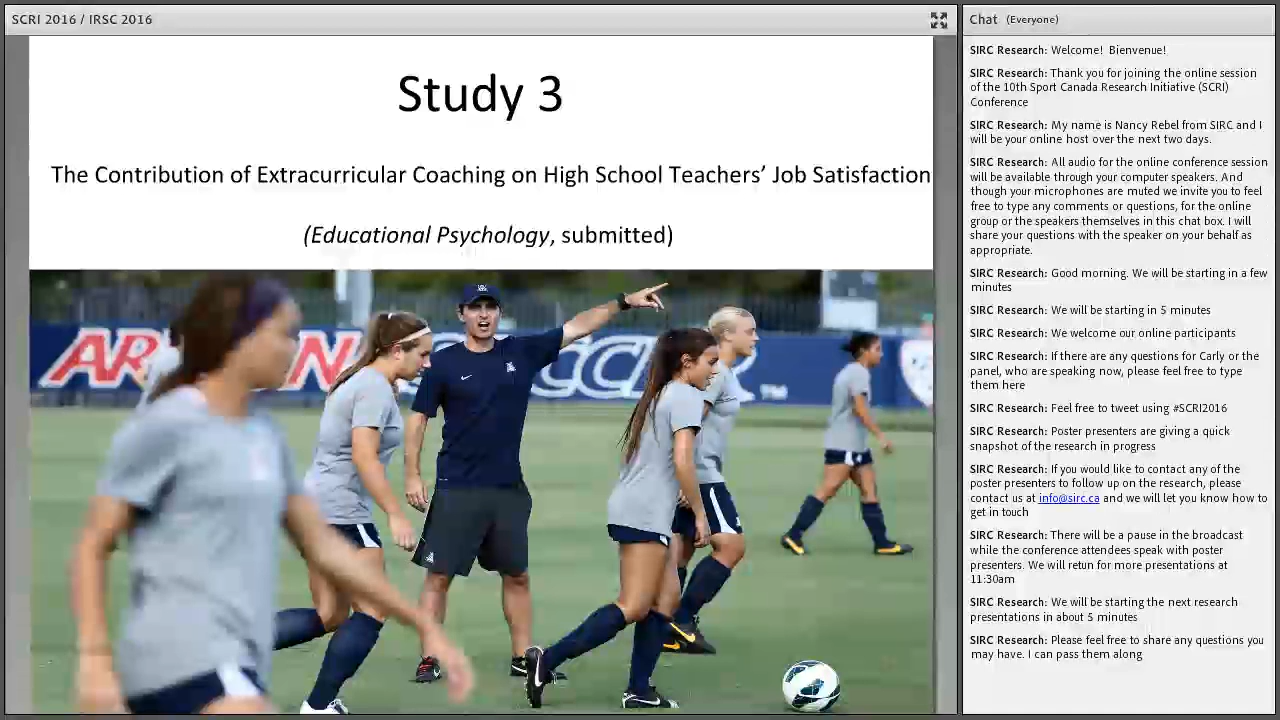 SCRI 2016 / IRSC 2016
Study 3
The Contribution of Extracurricular Coaching on High School Teachers’ Job Satisfaction
(Educational Psychology, submitted)
TM
Chat (Everyone)
SIRC Research: Welcome! Bienvenue!
SIRC Research: Thank you for joining the online session
of the 10th Sport Canada Research Initiative (SCRI)
Conference
SIRC Research: My name is Nancy Rebel from SIRC and I
will be your online host over the next two days.
SIRC Research: All audio for the online conference session
will be available through your computer speakers. And
though your microphones are muted we invite you to feel
free to type any comments or questions, for the online
group or the speakers themselves in this chat box. I will
share your questions with the speaker on your behalf as
appropriate.
SIRC Research: Good morning. We will be starting in a few
minutes
SIRC Research: We will be starting in 5 minutes
SIRC Research: We welcome our online participants
SIRC Research: If there are any questions for Carly or the
panel, who are speaking now, please feel free to type
them here
SIRC Research: Feel free to tweet using #SCRI2016
SIRC Research: Poster presenters are giving a quick
snapshot of the research in progress
SIRC Research: If you would like to contact any of the
poster presenters to follow up on the research, please
contact us at info@sirc.ca and we will let you know how to
get in touch
SIRC Research: There will be a pause in the broadcast
while the conference attendees speak with poster
presenters. We will retun for more presentations at
11:30am
SIRC Research: We will be starting the next research
presentations in about 5 minutes
SIRC Research: Please feel free to share any questions you
may have. I can pass them along